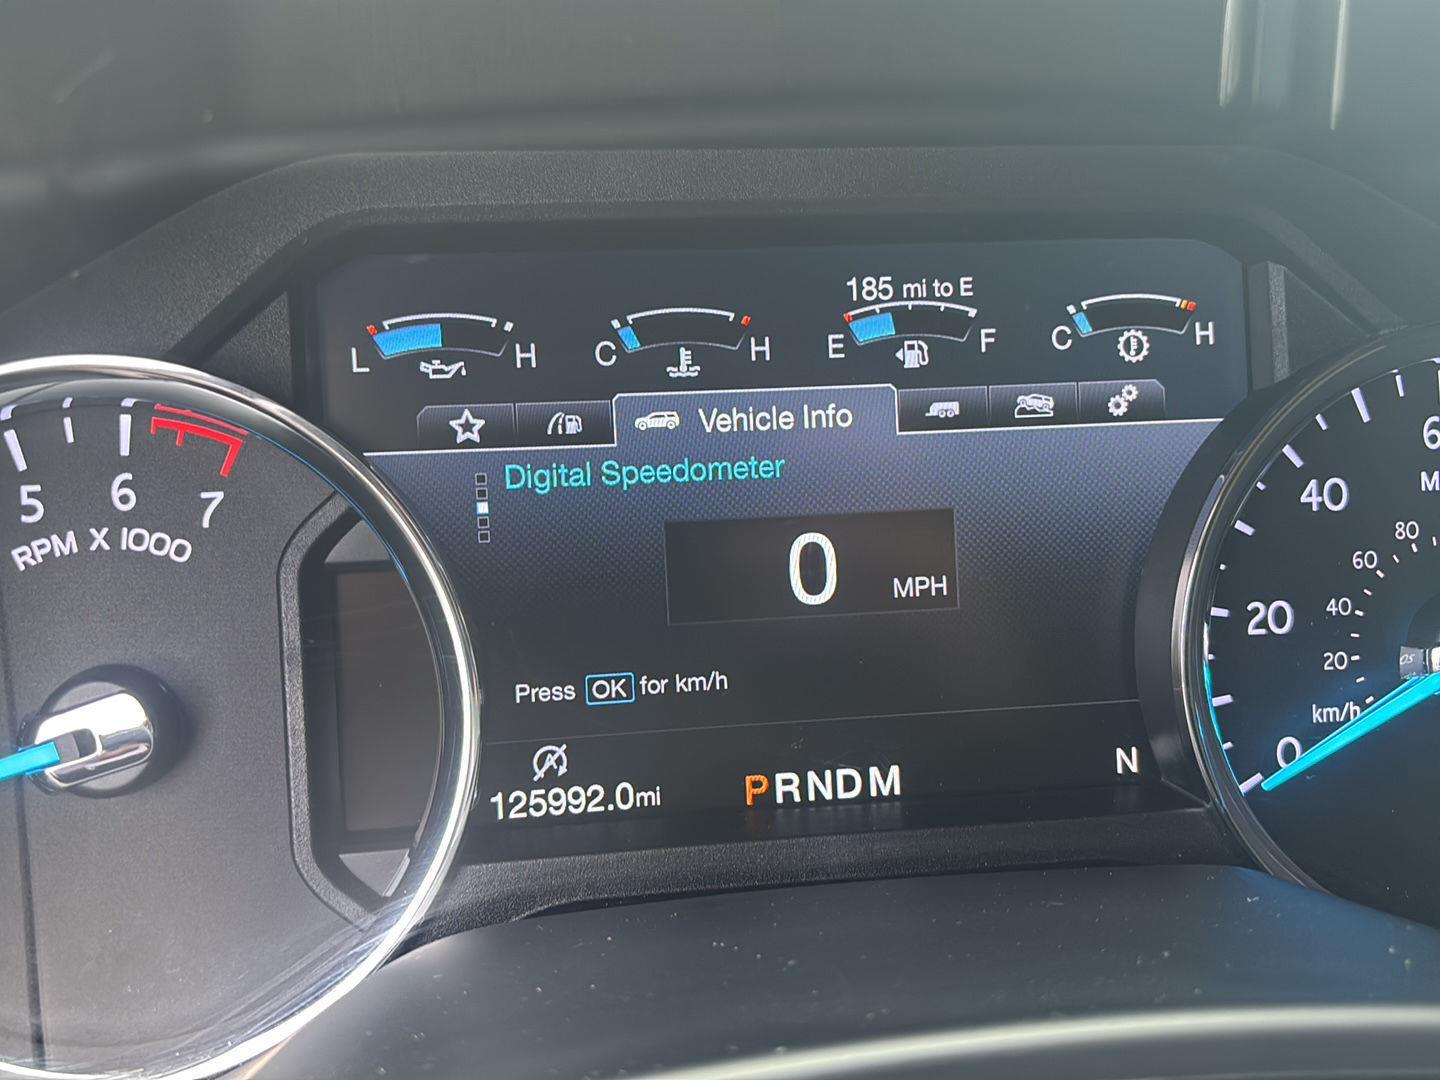 185 mi to E
L H
C H
E F
C H
Vehicle Info
Digital Speedometer
0 MPH
Press OK for km/h
125992.0mi
PRNDM
N
5 6 7
RPM X 1000
40
20
0
80
60
40
20
km/h